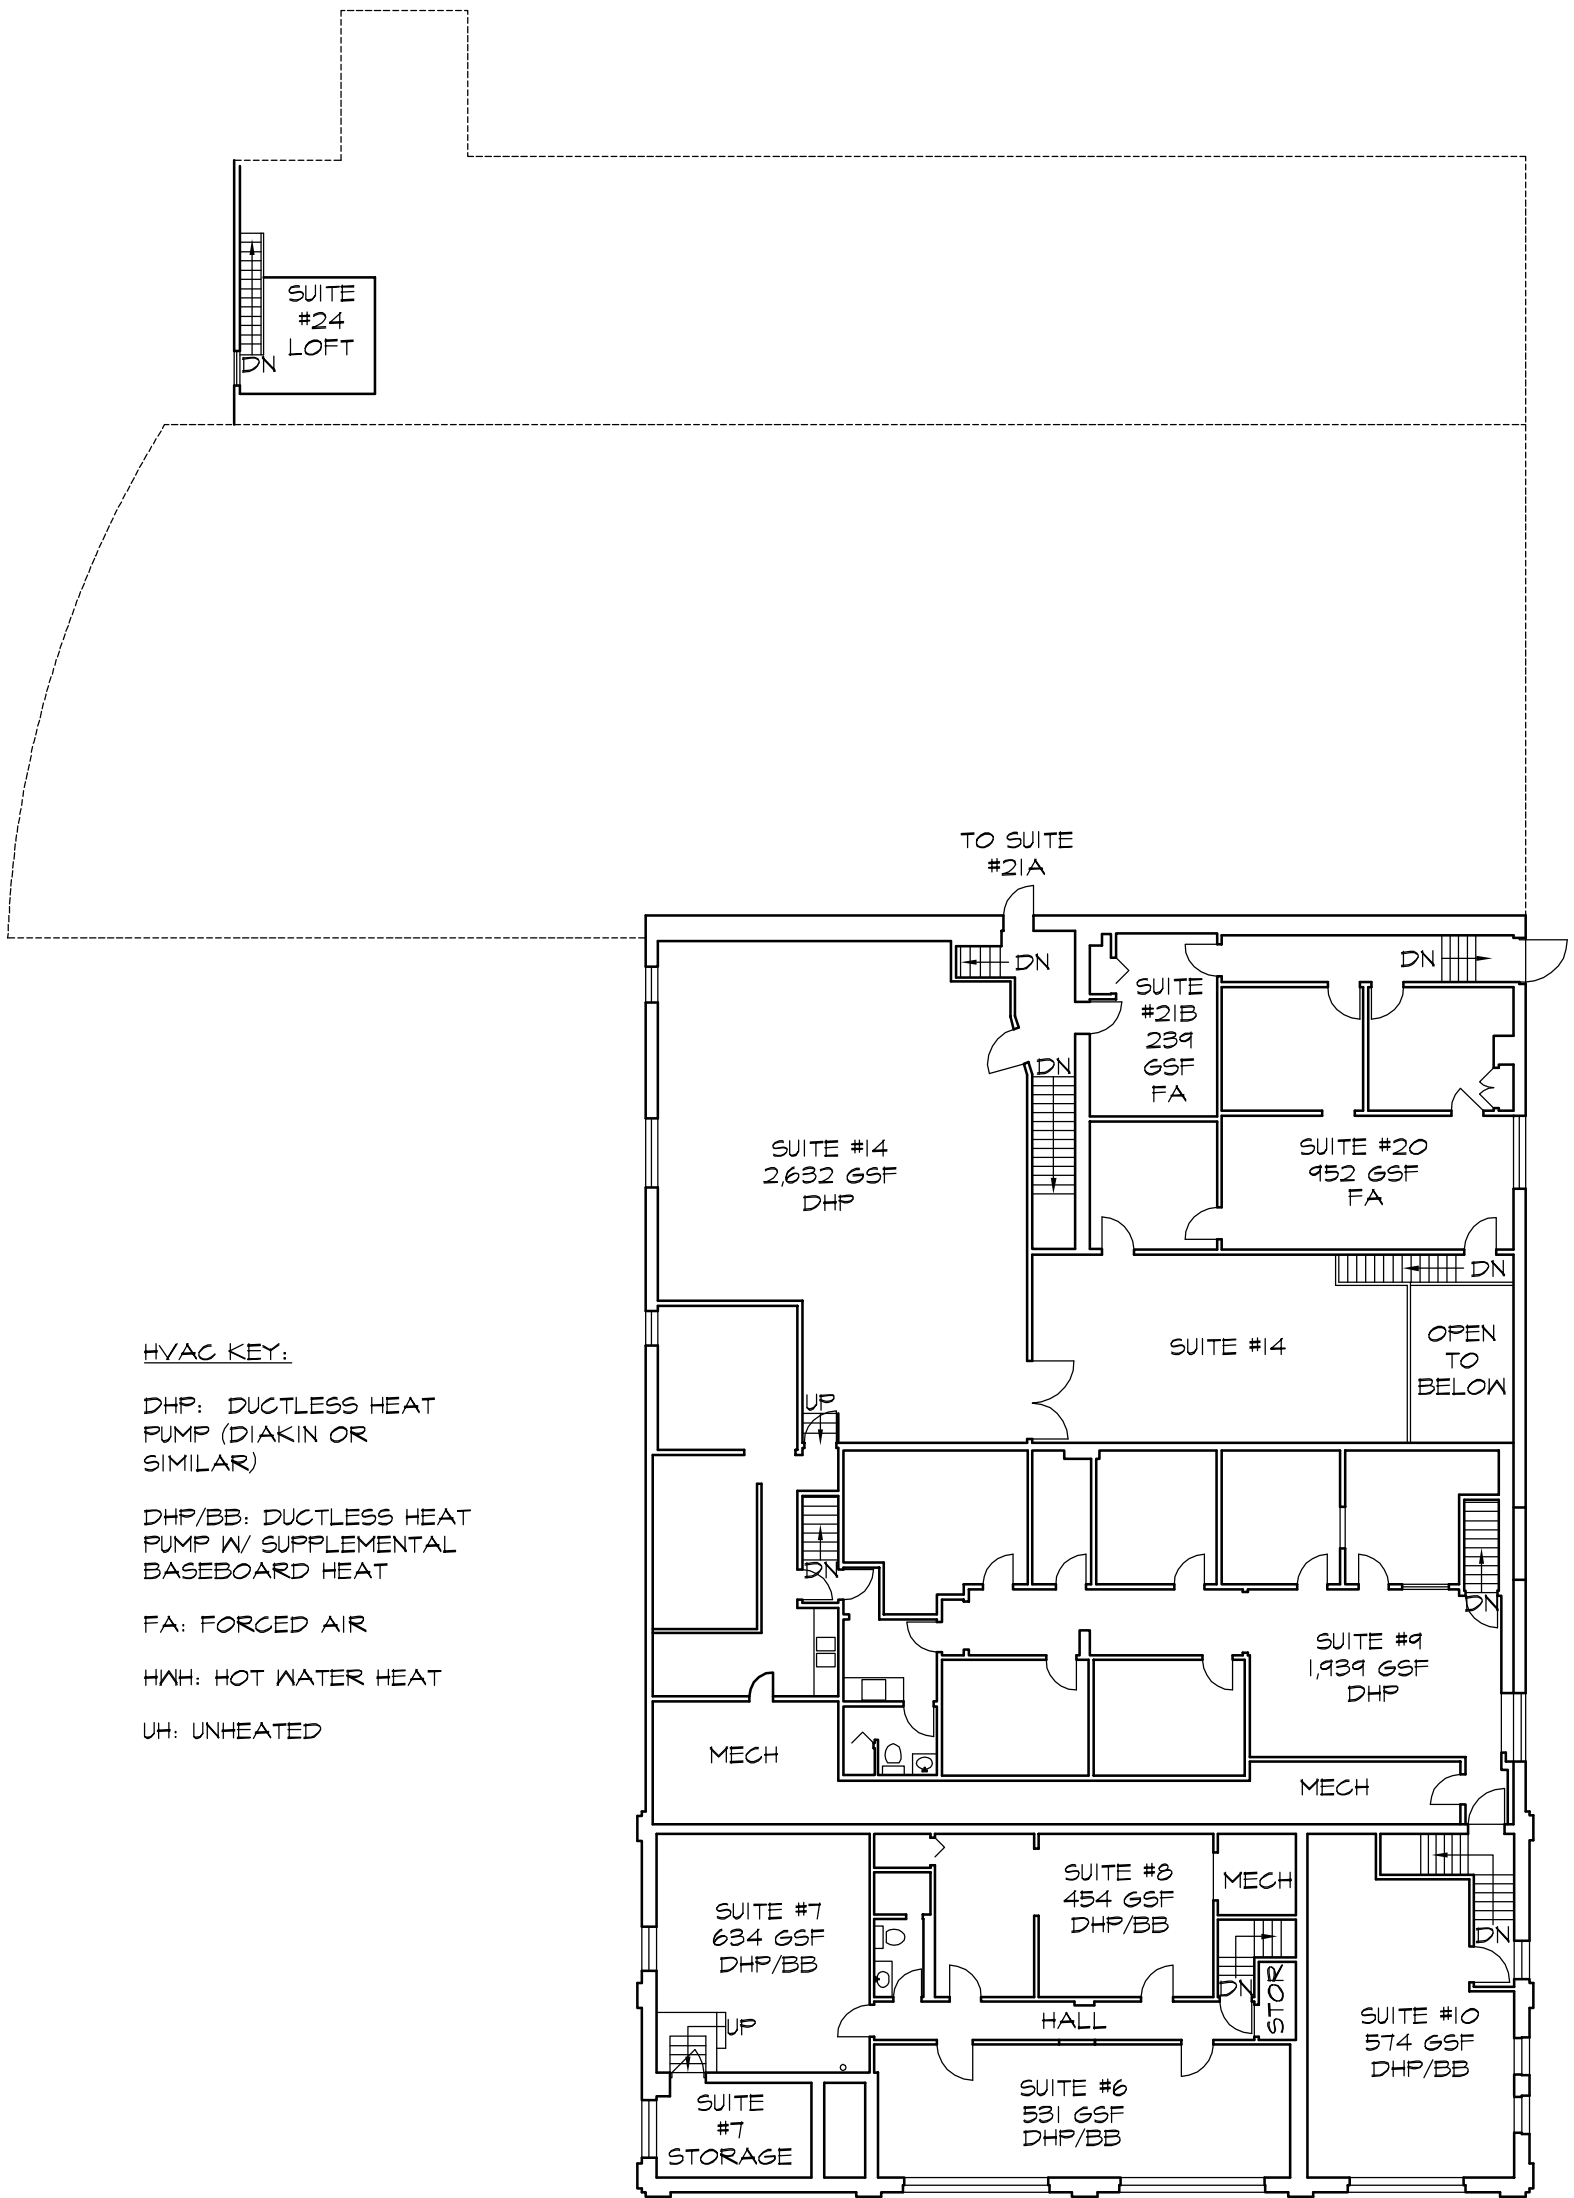 SUITE
#24
LOFT
DN
TO SUITE
#21A
DN
DN
SUITE
#21B
239
GSF
FA
DN
SUITE #14
2,632 GSF
DHP
SUITE #20
952 GSF
FA
DN
SUITE #14
OPEN
TO
BELOW
HVAC KEY:
DHP: DUCTLESS HEAT
PUMP (DIAKIN OR
SIMILAR)
DHP/BB: DUCTLESS HEAT
PUMP W/ SUPPLEMENTAL
BASEBOARD HEAT
FA: FORCED AIR
HWH: HOT WATER HEAT
UH: UNHEATED
UP
DN
DN
SUITE #9
1,939 GSF
DHP
MECH
MECH
SUITE #7
634 GSF
DHP/BB
SUITE #8
454 GSF
DHP/BB
MECH
DN
DN
STOR
HALL
UP
SUITE #10
574 GSF
DHP/BB
SUITE #6
531 GSF
DHP/BB
SUITE
#7
STORAGE